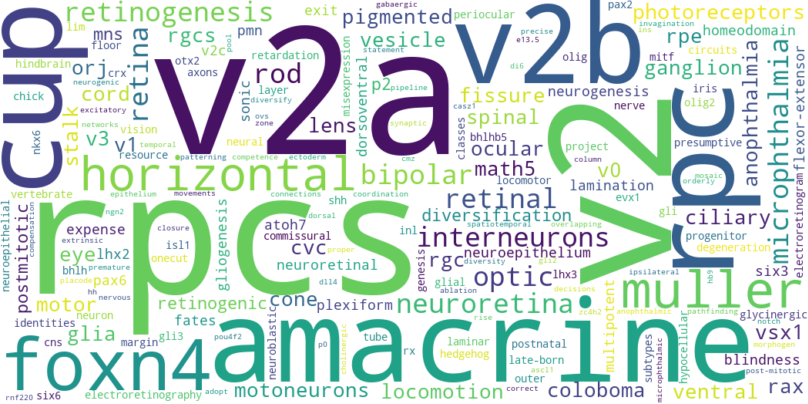 retinogenesis
v2a
v2b
cup
rpcs
v2
rpc
amacrine
foxn4
horizontal
bipolar
muller
interneurons
neuroretina
optic
retinal
diversification
microphthalmia
anophthalmia
photoreceptors
homeodomain
ganglion
rpe
pigmented
vesicle
fissure
spinal
ocular
math5
lens
rod
cord
retina
rgcs
mns
orj
stalk
v3
v1
v0
v2c
p2
pmn
hindbrain
lim
floor
crx
chick
nkx6
otx2
axons
sonic
retardation
layer
misexpression
dorsoventral
exit
gabaergic
periocular
pax2
precise
e13.5
invagination
ins
mitf
olig
olig2
circuits
iris
nerve
neurogenesis
classes
bhlhb5
casz1
statement
di6
pipeline
synaptic
pool
diversify
neurogenic
excitatory
networks
ovs
zone
temporal
patterning
competence
ectoderm
neural
vision
resource
vertebrate
epithelium
movements
connections
coordination
ngn2
compensation
extrinsic
closure
proper
dorsal
spatiotemporal
overlapping
shh
inl
cmz
dll4
cvc
atoh7
commissural
gliogenesis
onecut
isl1
lhx2
bhlh
premature
expense
eye
postmitotic
neuroepithelial
pax6
placode
hh
nervous
motor
glia
identities
neuron
cns
margin
gli3
six6
rnf220
electroretinography
retinogenic
fates
cone
plexiform
neuroretinal
tube
laminar
rx
hedgehog
pou4f2
neuroblastic
p0
cholinergic
adopt
motoneurons
locomotion
coloboma
ventral
late-born
postnatal
outer
ascl1
correct
rgc
genesis
glial
diversity
ablation
lhx3
neuroepithelium
lamination
evx1
locomotor
project
column
presumptive
mosaic
orderly
electroretinogram
flexor-extensor
degeneration
progenitor
ciliary
gli
gli2
six3
hb9
ipsilateral
pathfinding
anophthalmic
decisions
rise
zc4h2
multipotent
notch
morphogen
glycinergic
vsx1
blindness
rax
post-mitotic
subtypes
hypocellular
microphthalmic